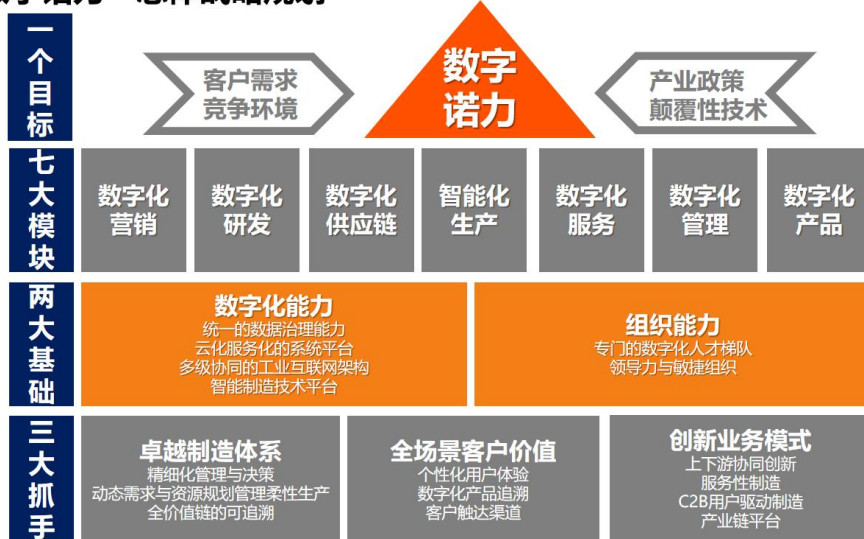 一个目标
客户需求
竞争环境
数字
诺力
产业政策
颠覆性技术
七大模块
数字化
营销
数字化
研发
数字化
供应链
智能化
生产
数字化
服务
数字化
管理
数字化
产品
两大基础
数字化能力
统一的数据治理能力
云化服务化的系统平台
多级协同的工业互联网架构
智能制造技术平台
组织能力
专门的数字化人才梯队
领导力与敏捷组织
三大抓手
卓越制造体系
精细化管理与决策
动态需求与资源规划管理柔性生产
全价值链的可追溯
全场景客户价值
个性化用户体验
数字化产品追溯
客户触达渠道
创新业务模式
上下游协同创新
服务性制造
C2B用户驱动制造
产业链平台